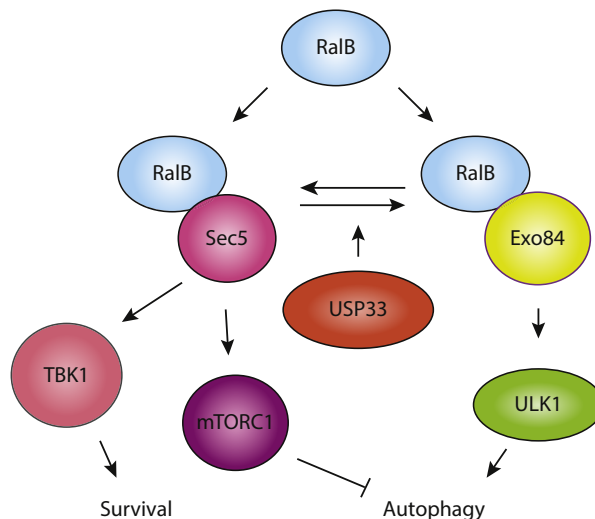 RalB
RalB
RalB
Sec5
Exo84
USP33
TBK1
ULK1
mTORC1
Survival
Autophagy